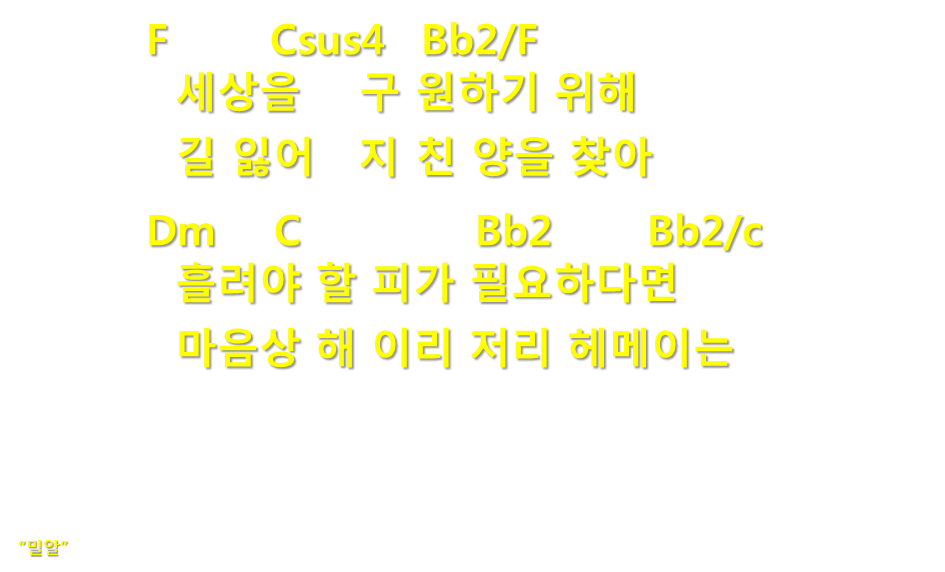 F Csus4 Bb2/F
세상을 구 원하기 위해
길 잃어 지 친 양을 찾아
Dm C Bb2 Bb2/c
흘려야 할 피가 필요하다면
마음상 해 이리 저리 헤메이는
“밀알”